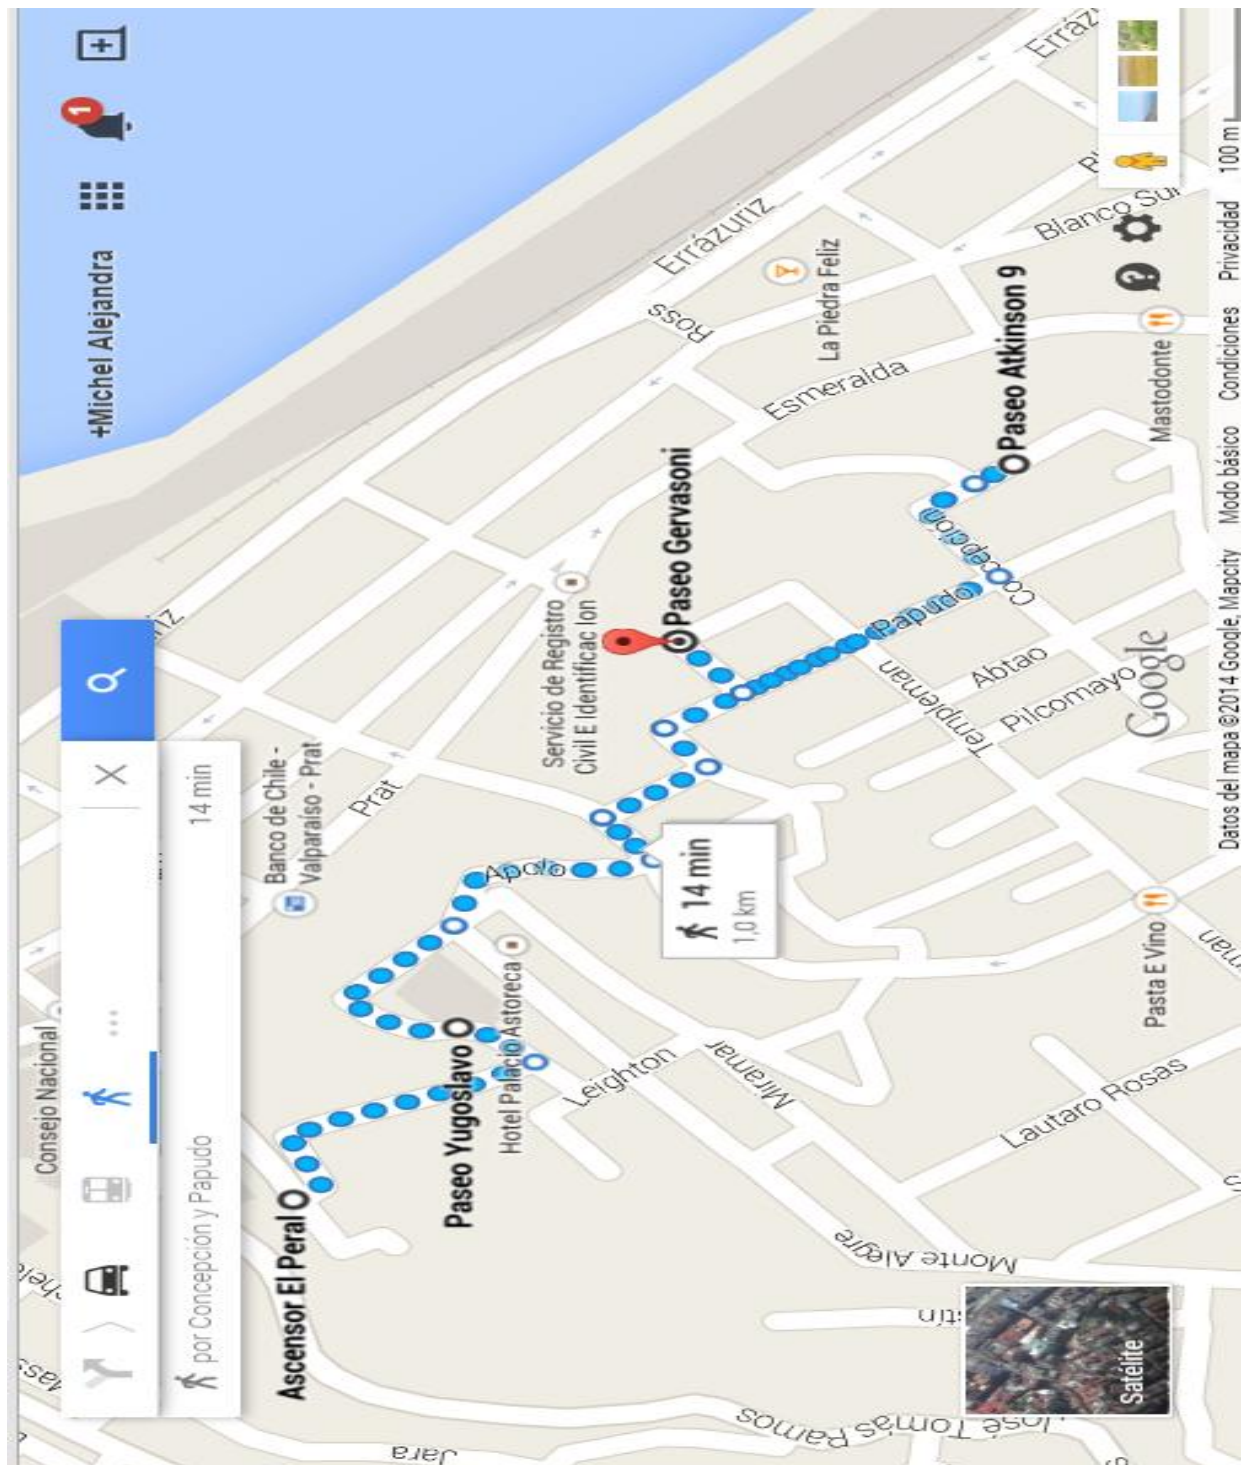 +Michel Alejandra
1
por Concepción y Papudo
14 min
Consejo Nacional
Banco de Chile -
Valparaíso - Prat
Prat
Ascensor El Peral
Paseo Yugoslavo
Hotel Palacio Astoreca
Apolo
Servicio de Registro
Civil E Identificac Ion
Paseo Gervasoni
14 min
1,0 km
Errázuriz
Ross
La Piedra Feliz
Esmeralda
Blanco Sur
Paseo Atkinson 9
Mastodonte
Concepción
Papudo
Templeman
Abtao
Pilcomayo
Leighton
Miramar
Lautaro Rosas
Monte Alegre
Pasta E Vino
José Tomás Ramos
Jara
Satélite
Google
Datos del mapa ©2014 Google, Mapcity
Modo básico
Condiciones
Privacidad
100 m